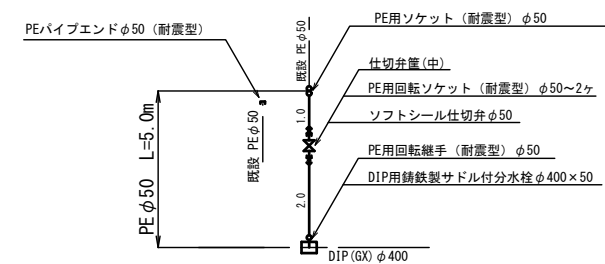 PE用ソケット（耐震型）φ50
PEパイプエンドφ50（耐震型）
既設 PEφ50
仕切弁筐(中)
PE用回転ソケット（耐震型）φ50～2ヶ
ソフトシール仕切弁φ50
1.0
既設 PEφ50
PEφ50 L=5.0m
PE用回転継手（耐震型）φ50
DIP用鋳鉄製サドル付分水栓φ400×50
2.0
DIP(GX)φ400